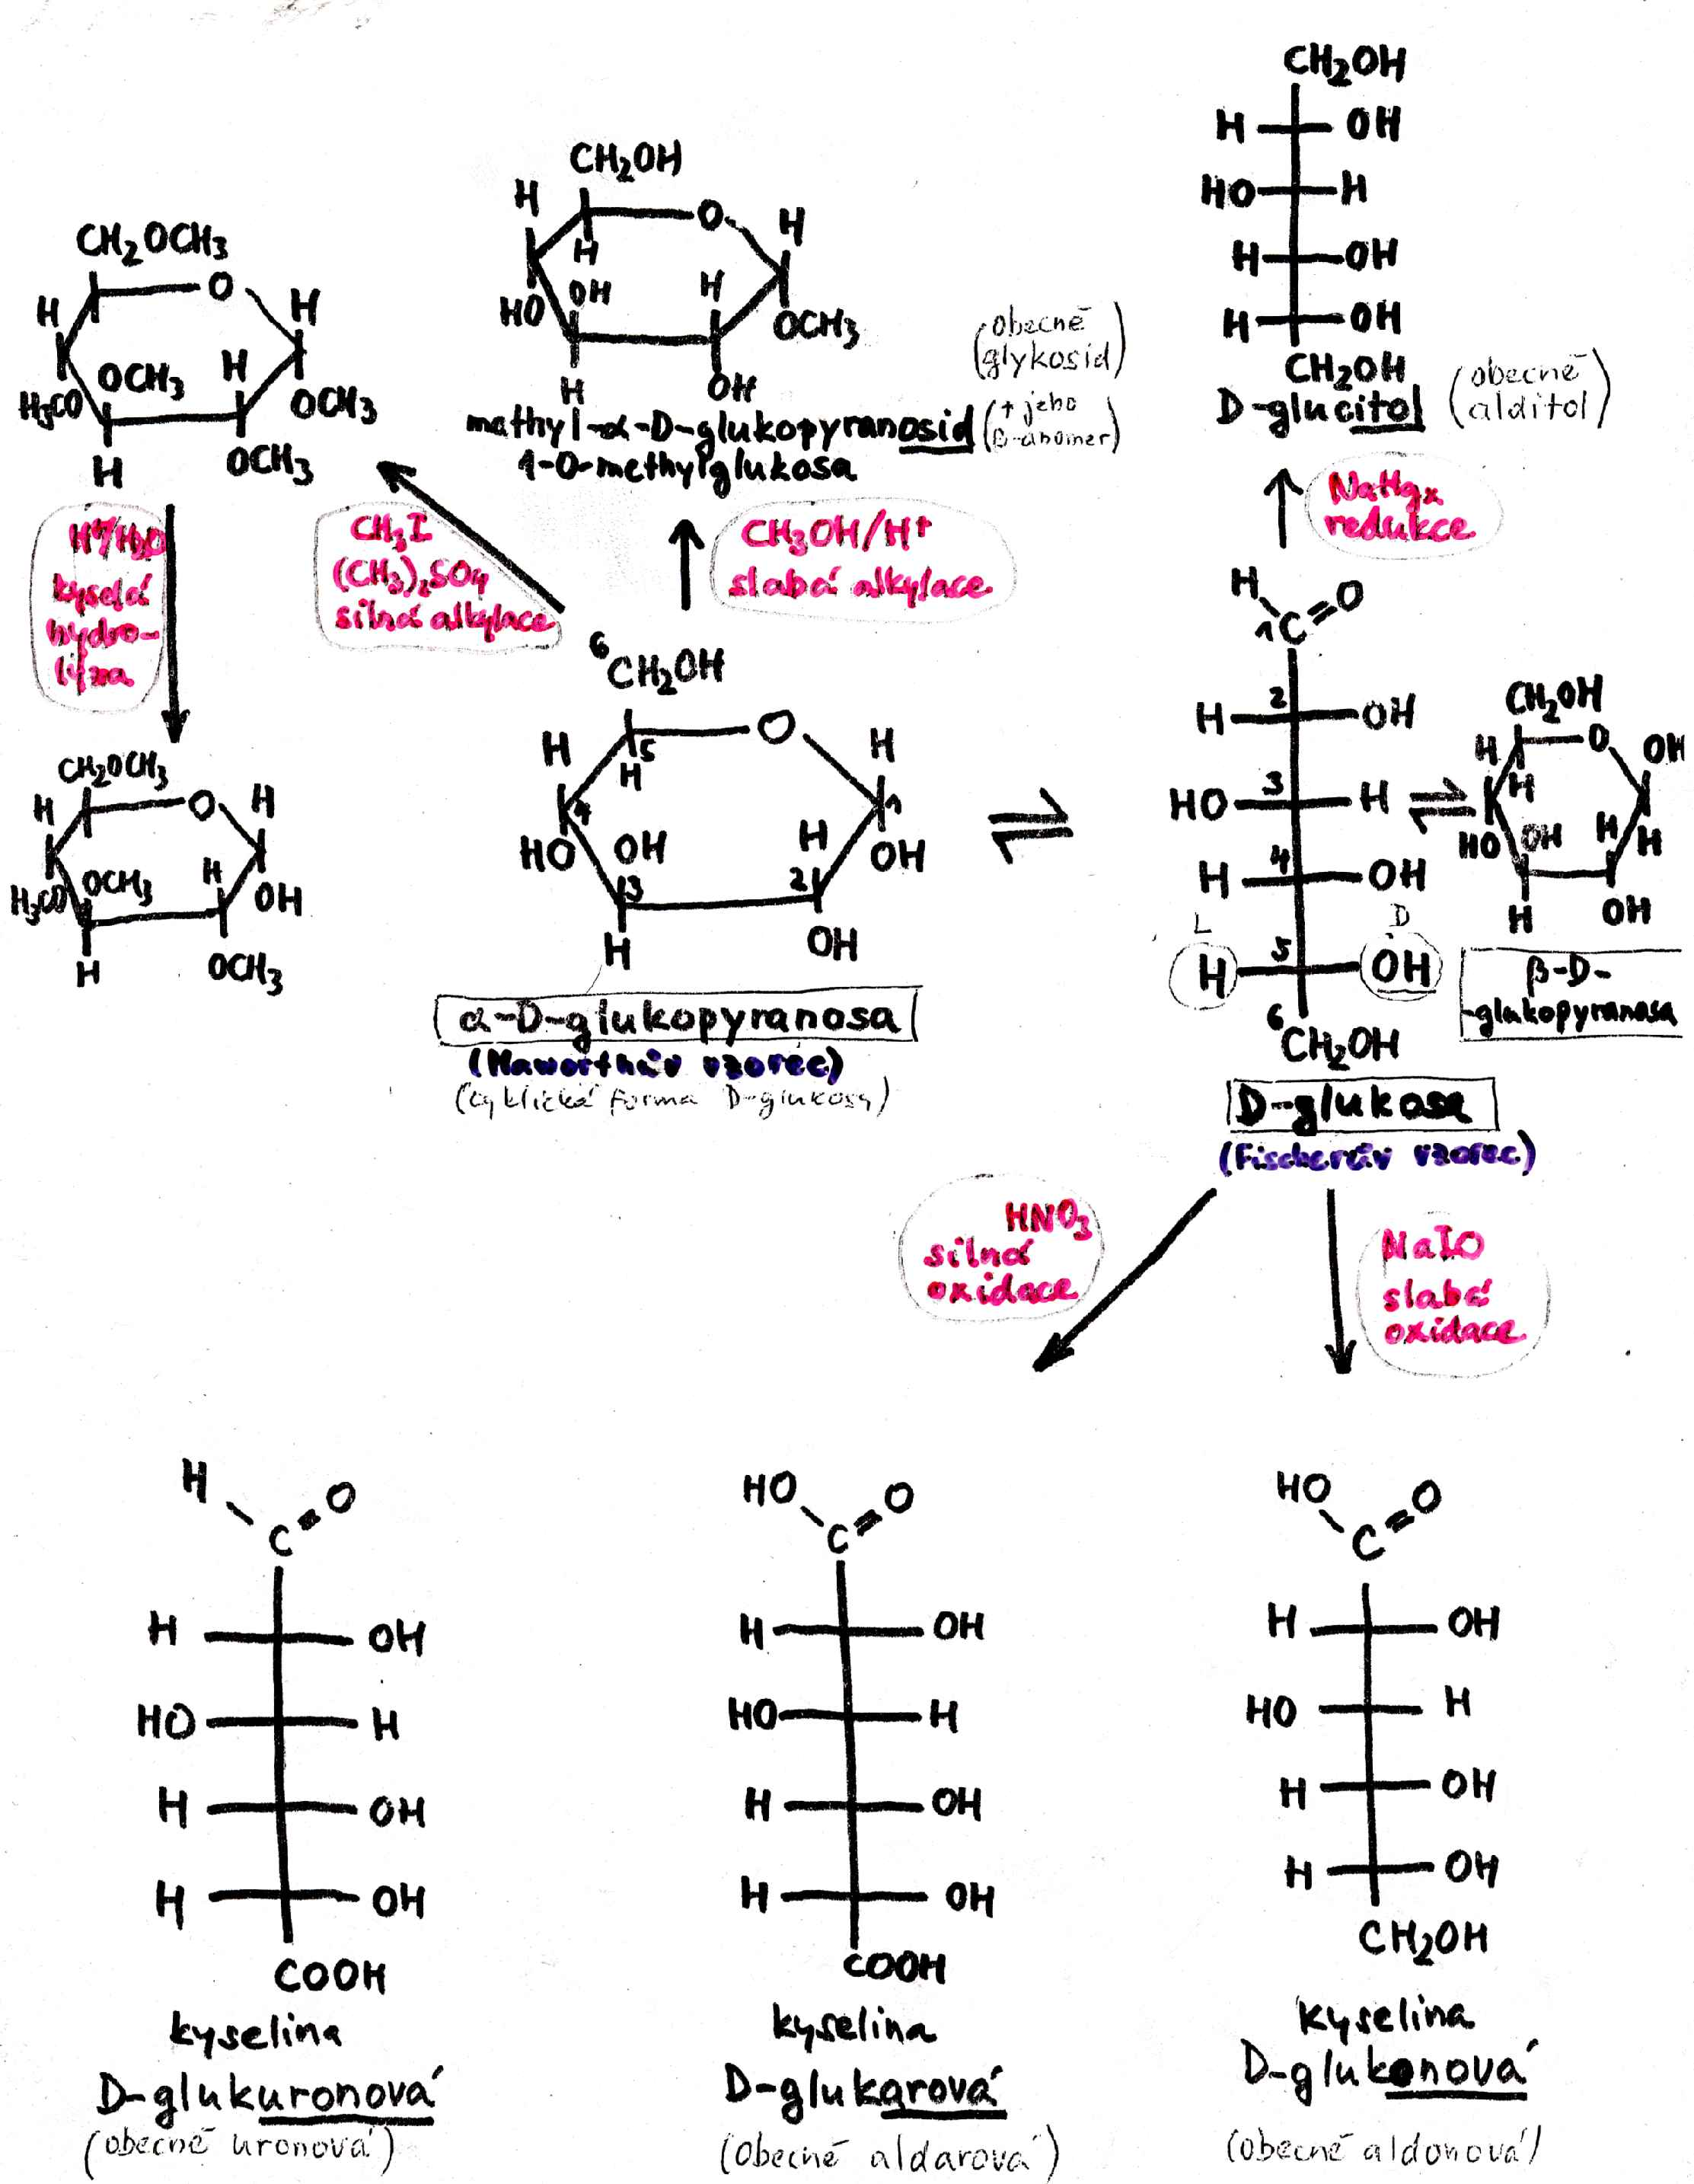 CH2OH
H OH
HO H
H OH
H OH
CH2OH
D-glucitol
(obecně
alditol)
NaHgx
redukce
CH2OH
H O H
H
HO OH H OCH3
H OH
(obecně
glykosid)
methyl-α-D-glukopyranosid
(+ jeho
β-anomer)
1-O-methylglukosa
CH2OCH3
H O H
H3CO OCH3 H OCH3
H OCH3
H+/H2O
kyselá
hydro-
lýza
CH3I
(CH3)2SO4
silná alkylace
CH3OH/H+
slabá alkylace
CH2OCH3
H O H
H3CO OCH3 H OH
H OCH3
6CH2OH
H 5 O H
H
4 1
HO OH H OH
3 2
H OH
α-D-glukopyranosa
(Haworthův vzorec)
(cyklická forma D-glukosy)
H O
1C
H 2 OH
HO 3 H
H 4 OH
L D
H 5 OH
6CH2OH
D-glukosa
(Fischerův vzorec)
CH2OH
H O OH
H
HO OH H H
H OH
β-D-
-glukopyranosa
HNO3
silná
oxidace
NaIO
slabá
oxidace
H O
C
H OH
HO H
H OH
H OH
COOH
kyselina
D-glukuronová
(obecně uronová)
HO O
C
H OH
HO H
H OH
H OH
COOH
kyselina
D-glukarová
(obecně aldarová)
HO O
C
H OH
HO H
H OH
H OH
CH2OH
kyselina
D-glukonová
(obecně aldonová)